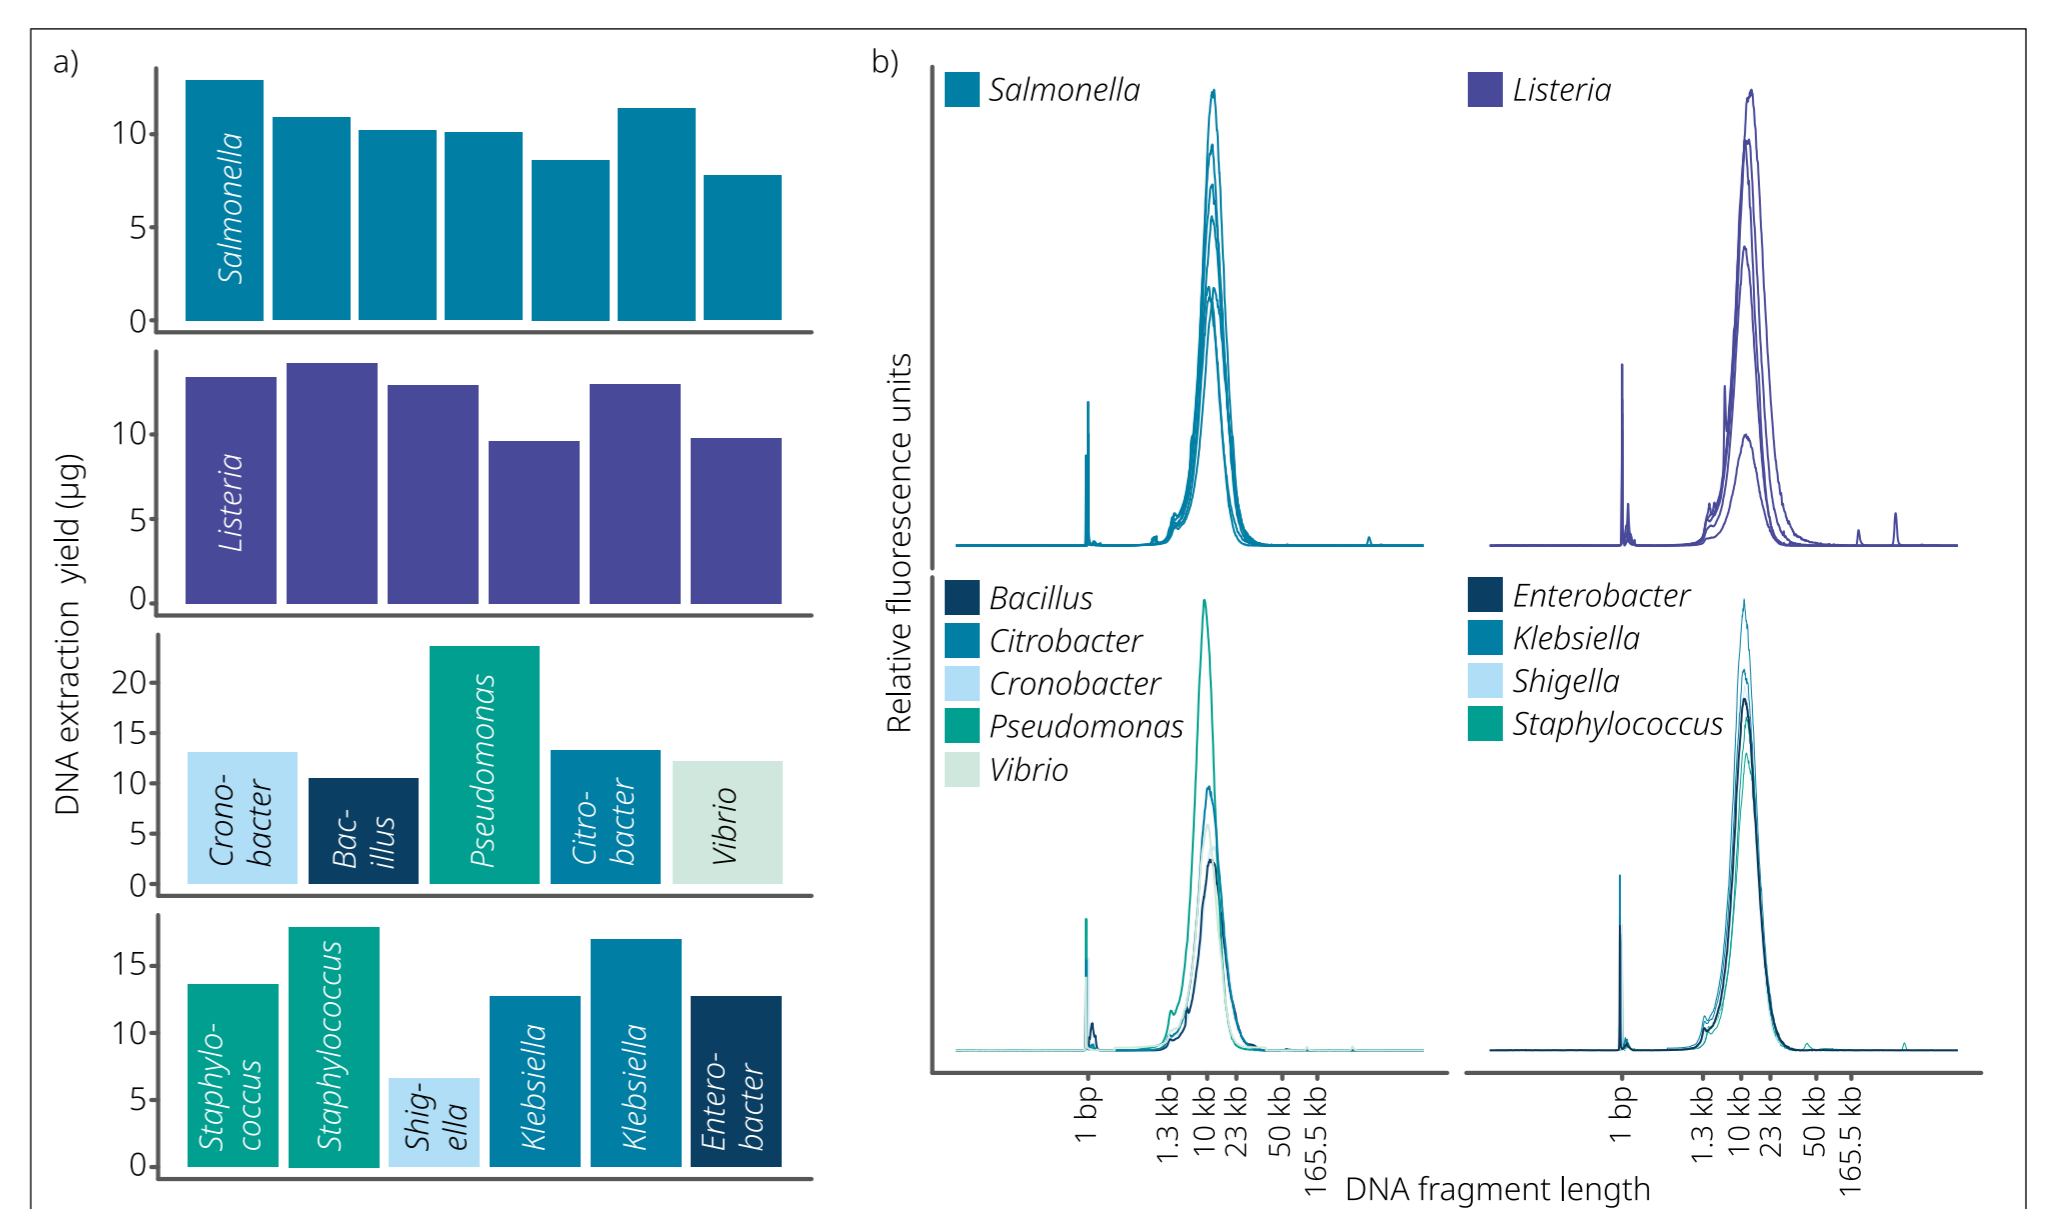 a)
DNA extraction yield (µg)
10
5
0
Salmonella
10
5
0
Listeria
20
15
10
5
0
Crono-
bacter
Bac-
illus
Pseudomonas
Citro-
bacter
Vibrio
15
10
5
0
Staphylo-
coccus
Staphylococcus
Shig-
ella
Klebsiella
Klebsiella
Entero-
bacter
b)
Relative fluorescence units
Salmonella
Listeria
Bacillus
Citrobacter
Cronobacter
Pseudomonas
Vibrio
Enterobacter
Klebsiella
Shigella
Staphylococcus
1 bp
1.3 kb
10 kb
23 kb
50 kb
165.5 kb
1 bp
1.3 kb
10 kb
23 kb
50 kb
165.5 kb
DNA fragment length